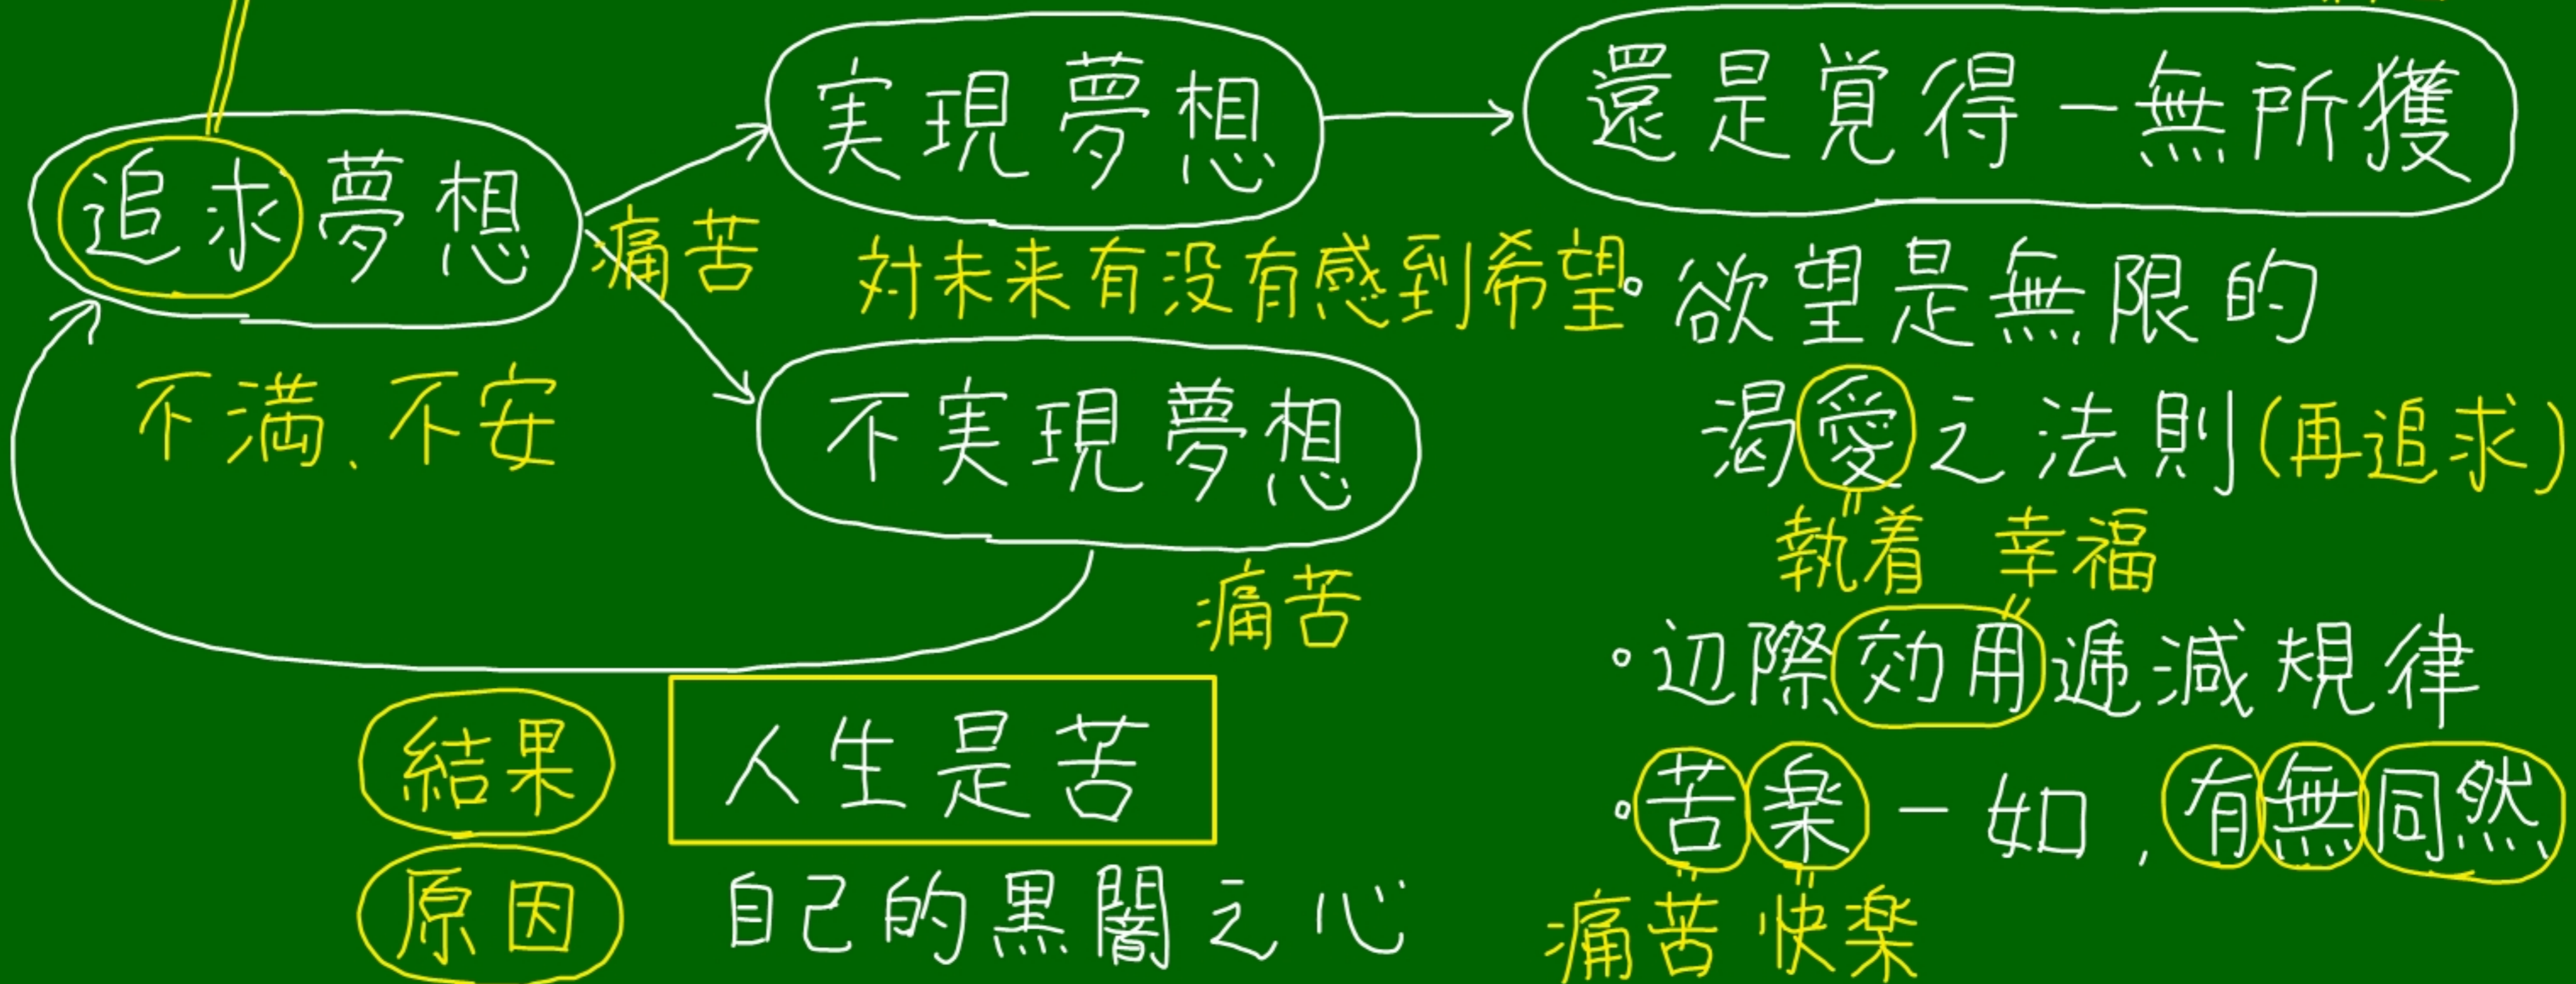 実現夢想
還是覚得一無所獲
追求夢想
痛苦
対未来有没有感到希望
・欲望是無限的
不満、不安
不実現夢想
渇愛之法則(再追求)
執着 幸福
痛苦
・辺際効用逓減規律
結果
人生是苦
・苦楽一如，有無同然
原因
自己的黒闇之心
痛苦 快楽